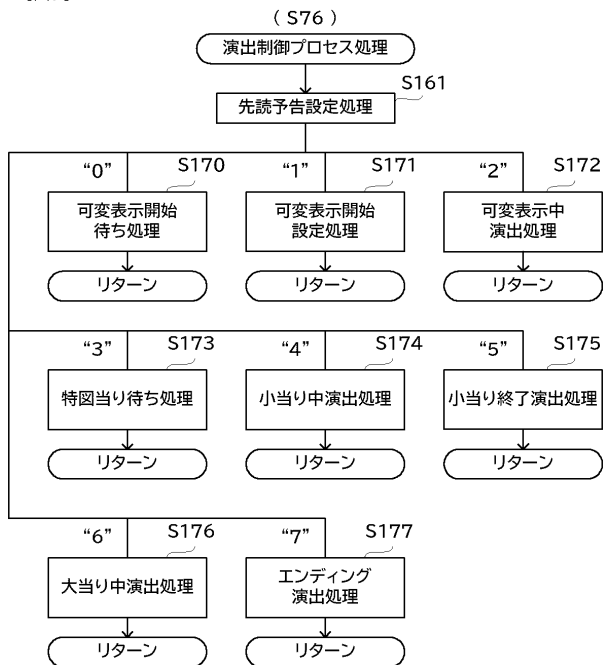 ( S76 )
演出制御プロセス処理
S161
先読予告設定処理
“0”
S170
“1”
S171
“2”
S172
可変表示開始
待ち処理
可変表示開始
設定処理
可変表示中
演出処理
リターン
リターン
リターン
“3”
S173
“4”
S174
“5”
S175
特図当り待ち処理
小当り中演出処理
小当り終了演出処理
リターン
リターン
リターン
“6”
S176
“7”
S177
大当り中演出処理
エンディング
演出処理
リターン
リターン